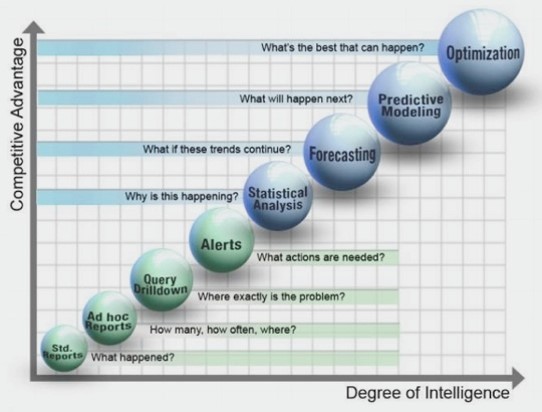 What's the best that can happen?
Optimization
What will happen next?
Predictive
Modeling
What if these trends continue?
Forecasting
Why is this happening?
Statistical
Analysis
Alerts
What actions are needed?
Query
Drilldown
Where exactly is the problem?
Ad hoc
Reports
How many, how often, where?
Std.
Reports
What happened?
Competitive Advantage
Degree of Intelligence